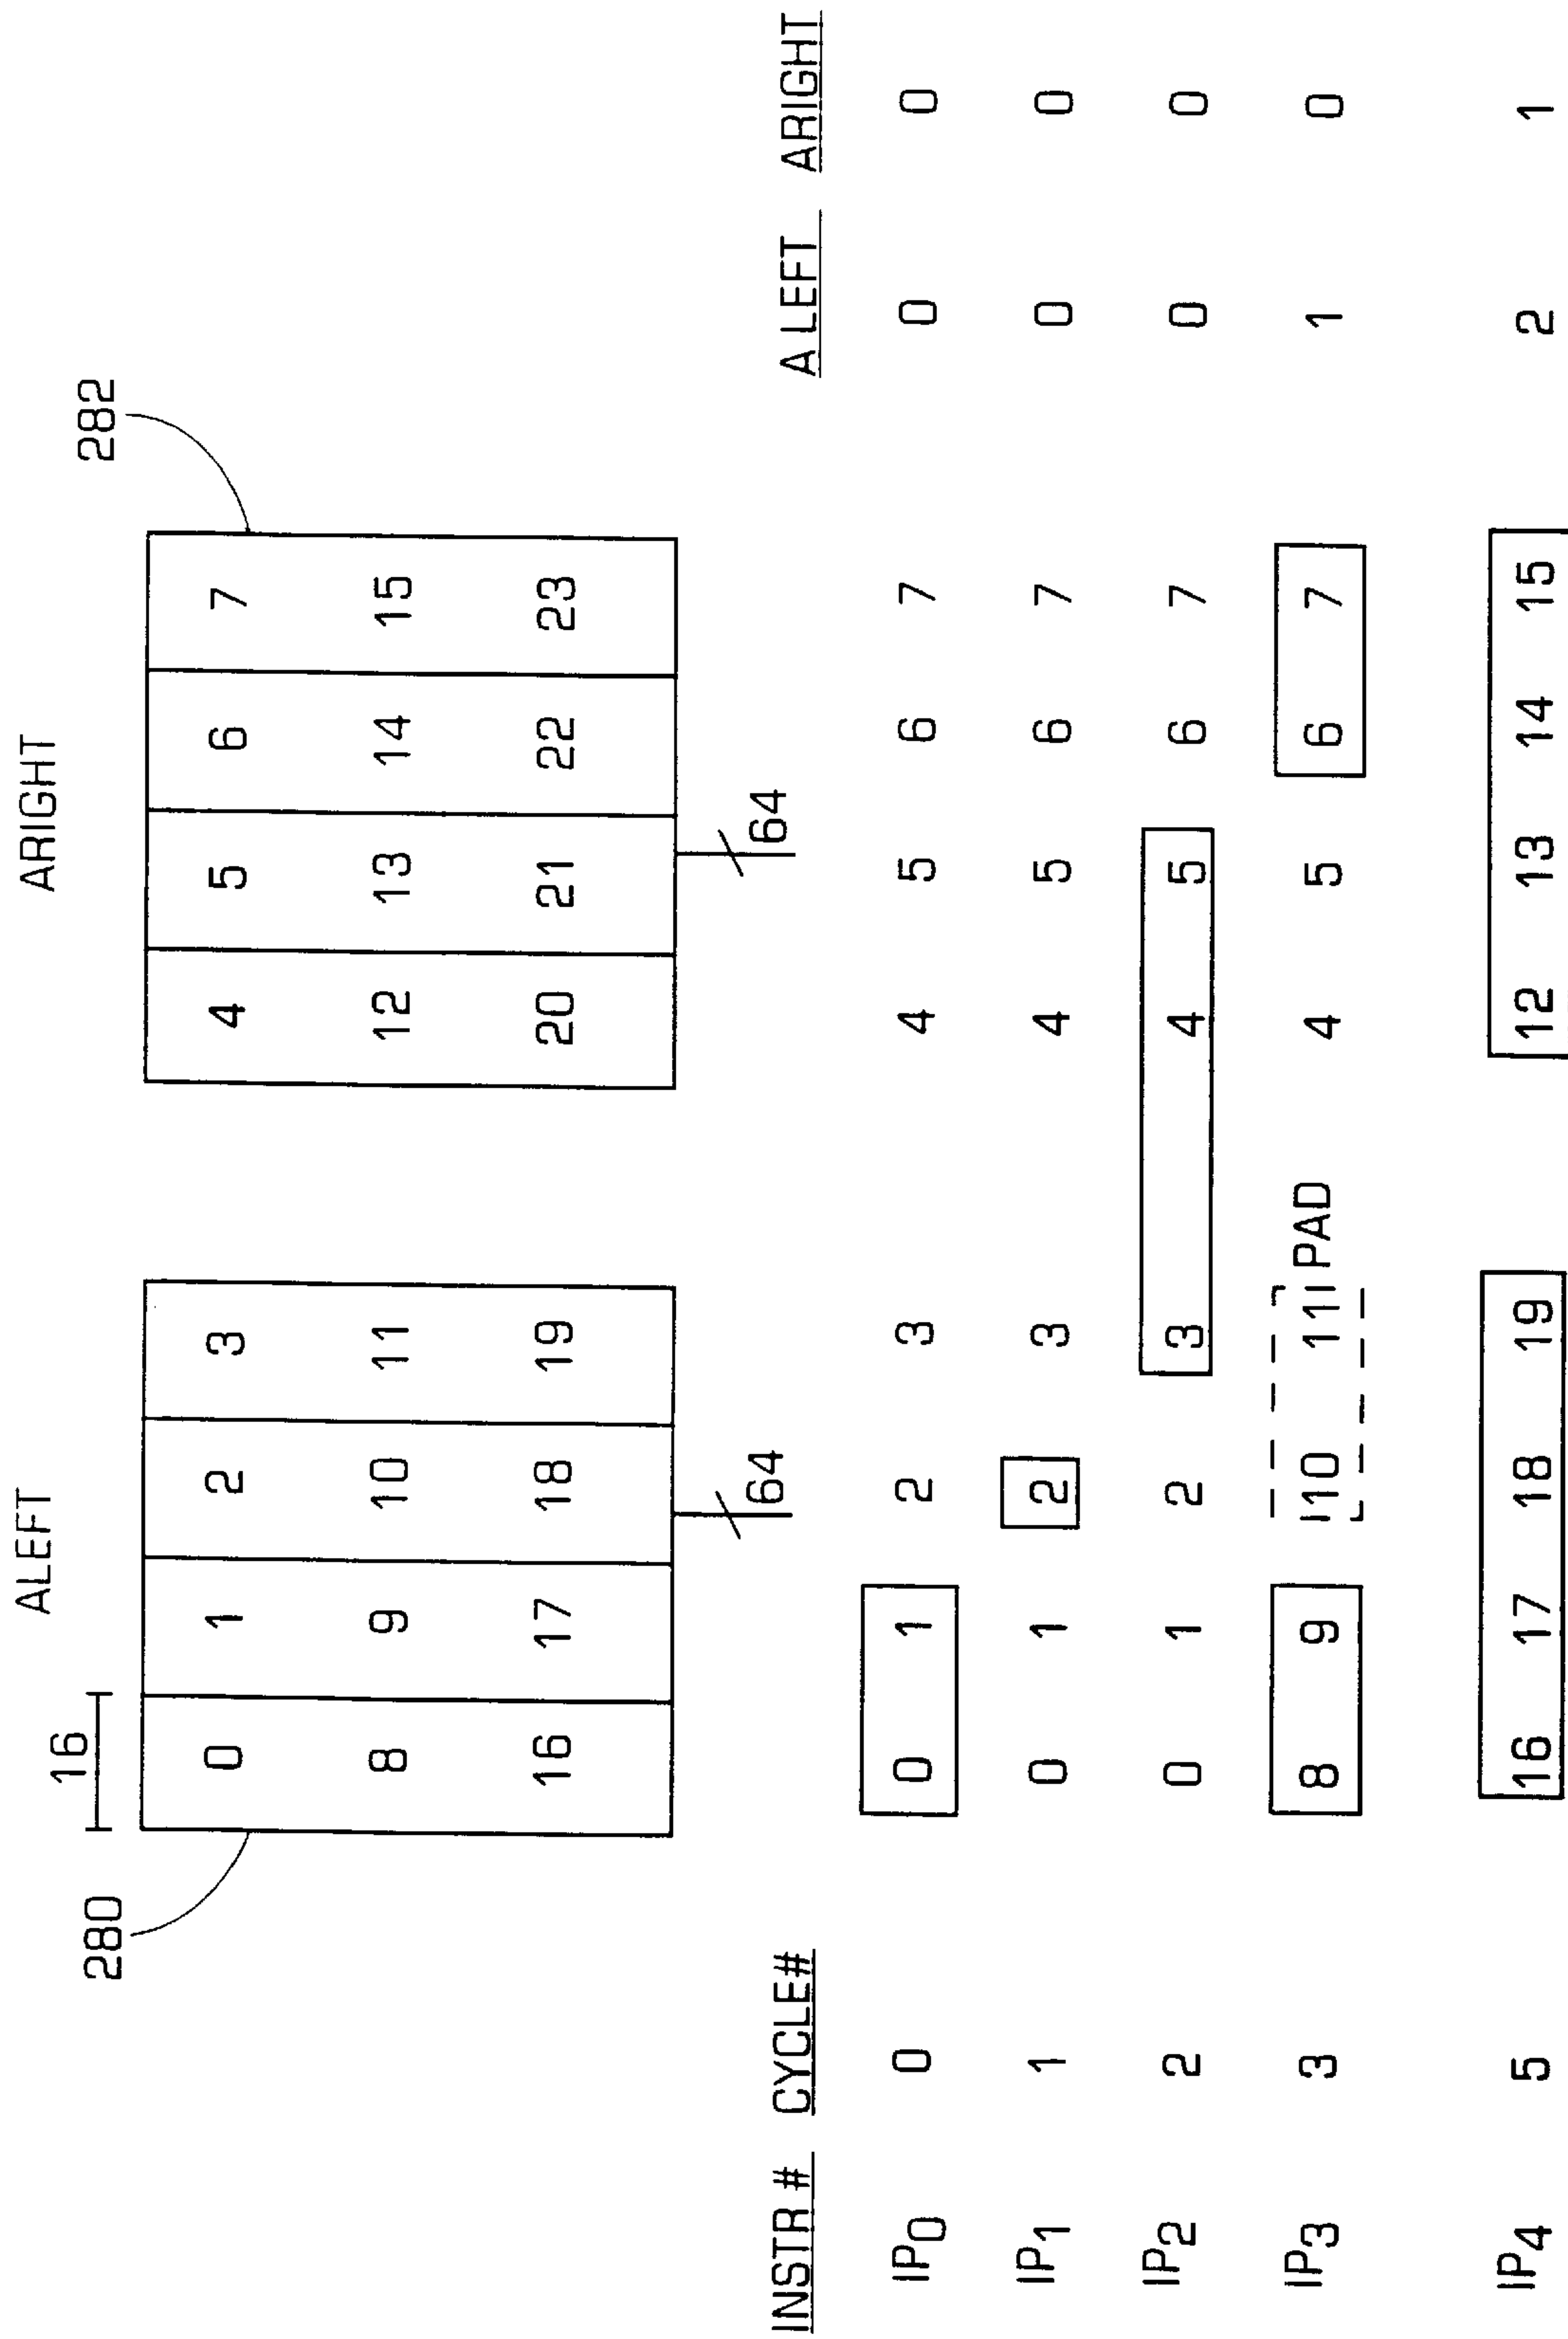 ALEFT ARIGHT
16
280 282
0 1 2 3 4 5 6 7
8 9 10 11 12 13 14 15
16 17 18 19 20 21 22 23
64 64
INSTR # CYCLE# A LEFT ARIGHT
IP0 0 0 1 2 3 4 5 6 7 0 0
IP1 1 0 1 2 3 4 5 6 7 0 0
IP2 2 0 1 2 3 4 5 6 7 0 0
IP3 3 8 9 10 11 PAD 4 5 6 7 1 0
IP4 5 16 17 18 19 12 13 14 15 2 1